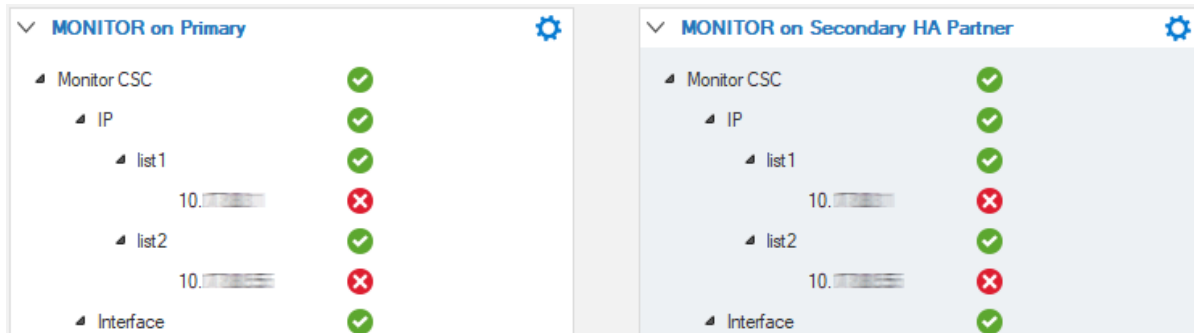 MONITOR on Primary
Monitor CSC
IP
list1
10.
list2
10.
Interface
MONITOR on Secondary HA Partner
Monitor CSC
IP
list1
10.
list2
10.
Interface